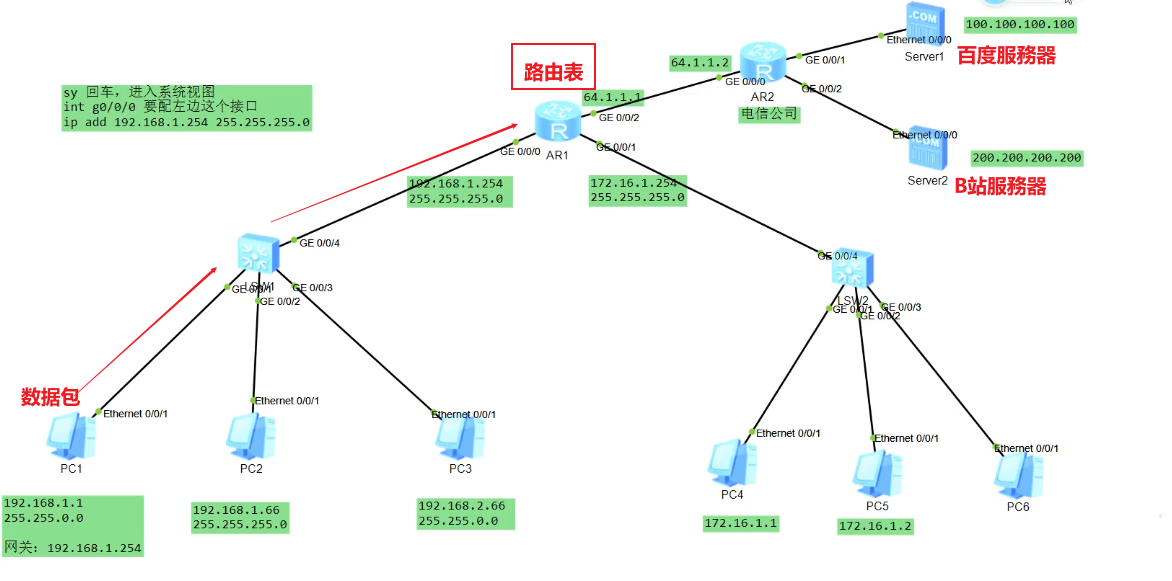 .COM
100.100.100.100
Ethernet 0/0/0
Server1
百度服務器
路由表
64.1.1.2
GE 0/0/1
R
GE 0/0/0
AR2
GE 0/0/2
电信公司
sy 回车，进入系统视图
int g0/0/0 要配左边这个接口
ip add 192.168.1.254 255.255.255.0
64.1.1.1
GE 0/0/2
R
AR1
GE 0/0/0
GE 0/0/1
Ethernet 0/0/0
.COM
200.200.200.200
Server2
B站服務器
192.168.1.254
255.255.255.0
172.16.1.254
255.255.255.0
GE 0/0/4
LSW1
GE 0/0/1
GE 0/0/3
GE 0/0/2
GE 0/0/4
LSW2
GE 0/0/1
GE 0/0/3
GE 0/0/2
数据包
Ethernet 0/0/1
PC1
Ethernet 0/0/1
PC2
Ethernet 0/0/1
PC3
Ethernet 0/0/1
PC4
Ethernet 0/0/1
PC5
Ethernet 0/0/1
PC6
192.168.1.1
255.255.0.0
网关: 192.168.1.254
192.168.1.66
255.255.255.0
192.168.2.66
255.255.0.0
172.16.1.1
172.16.1.2